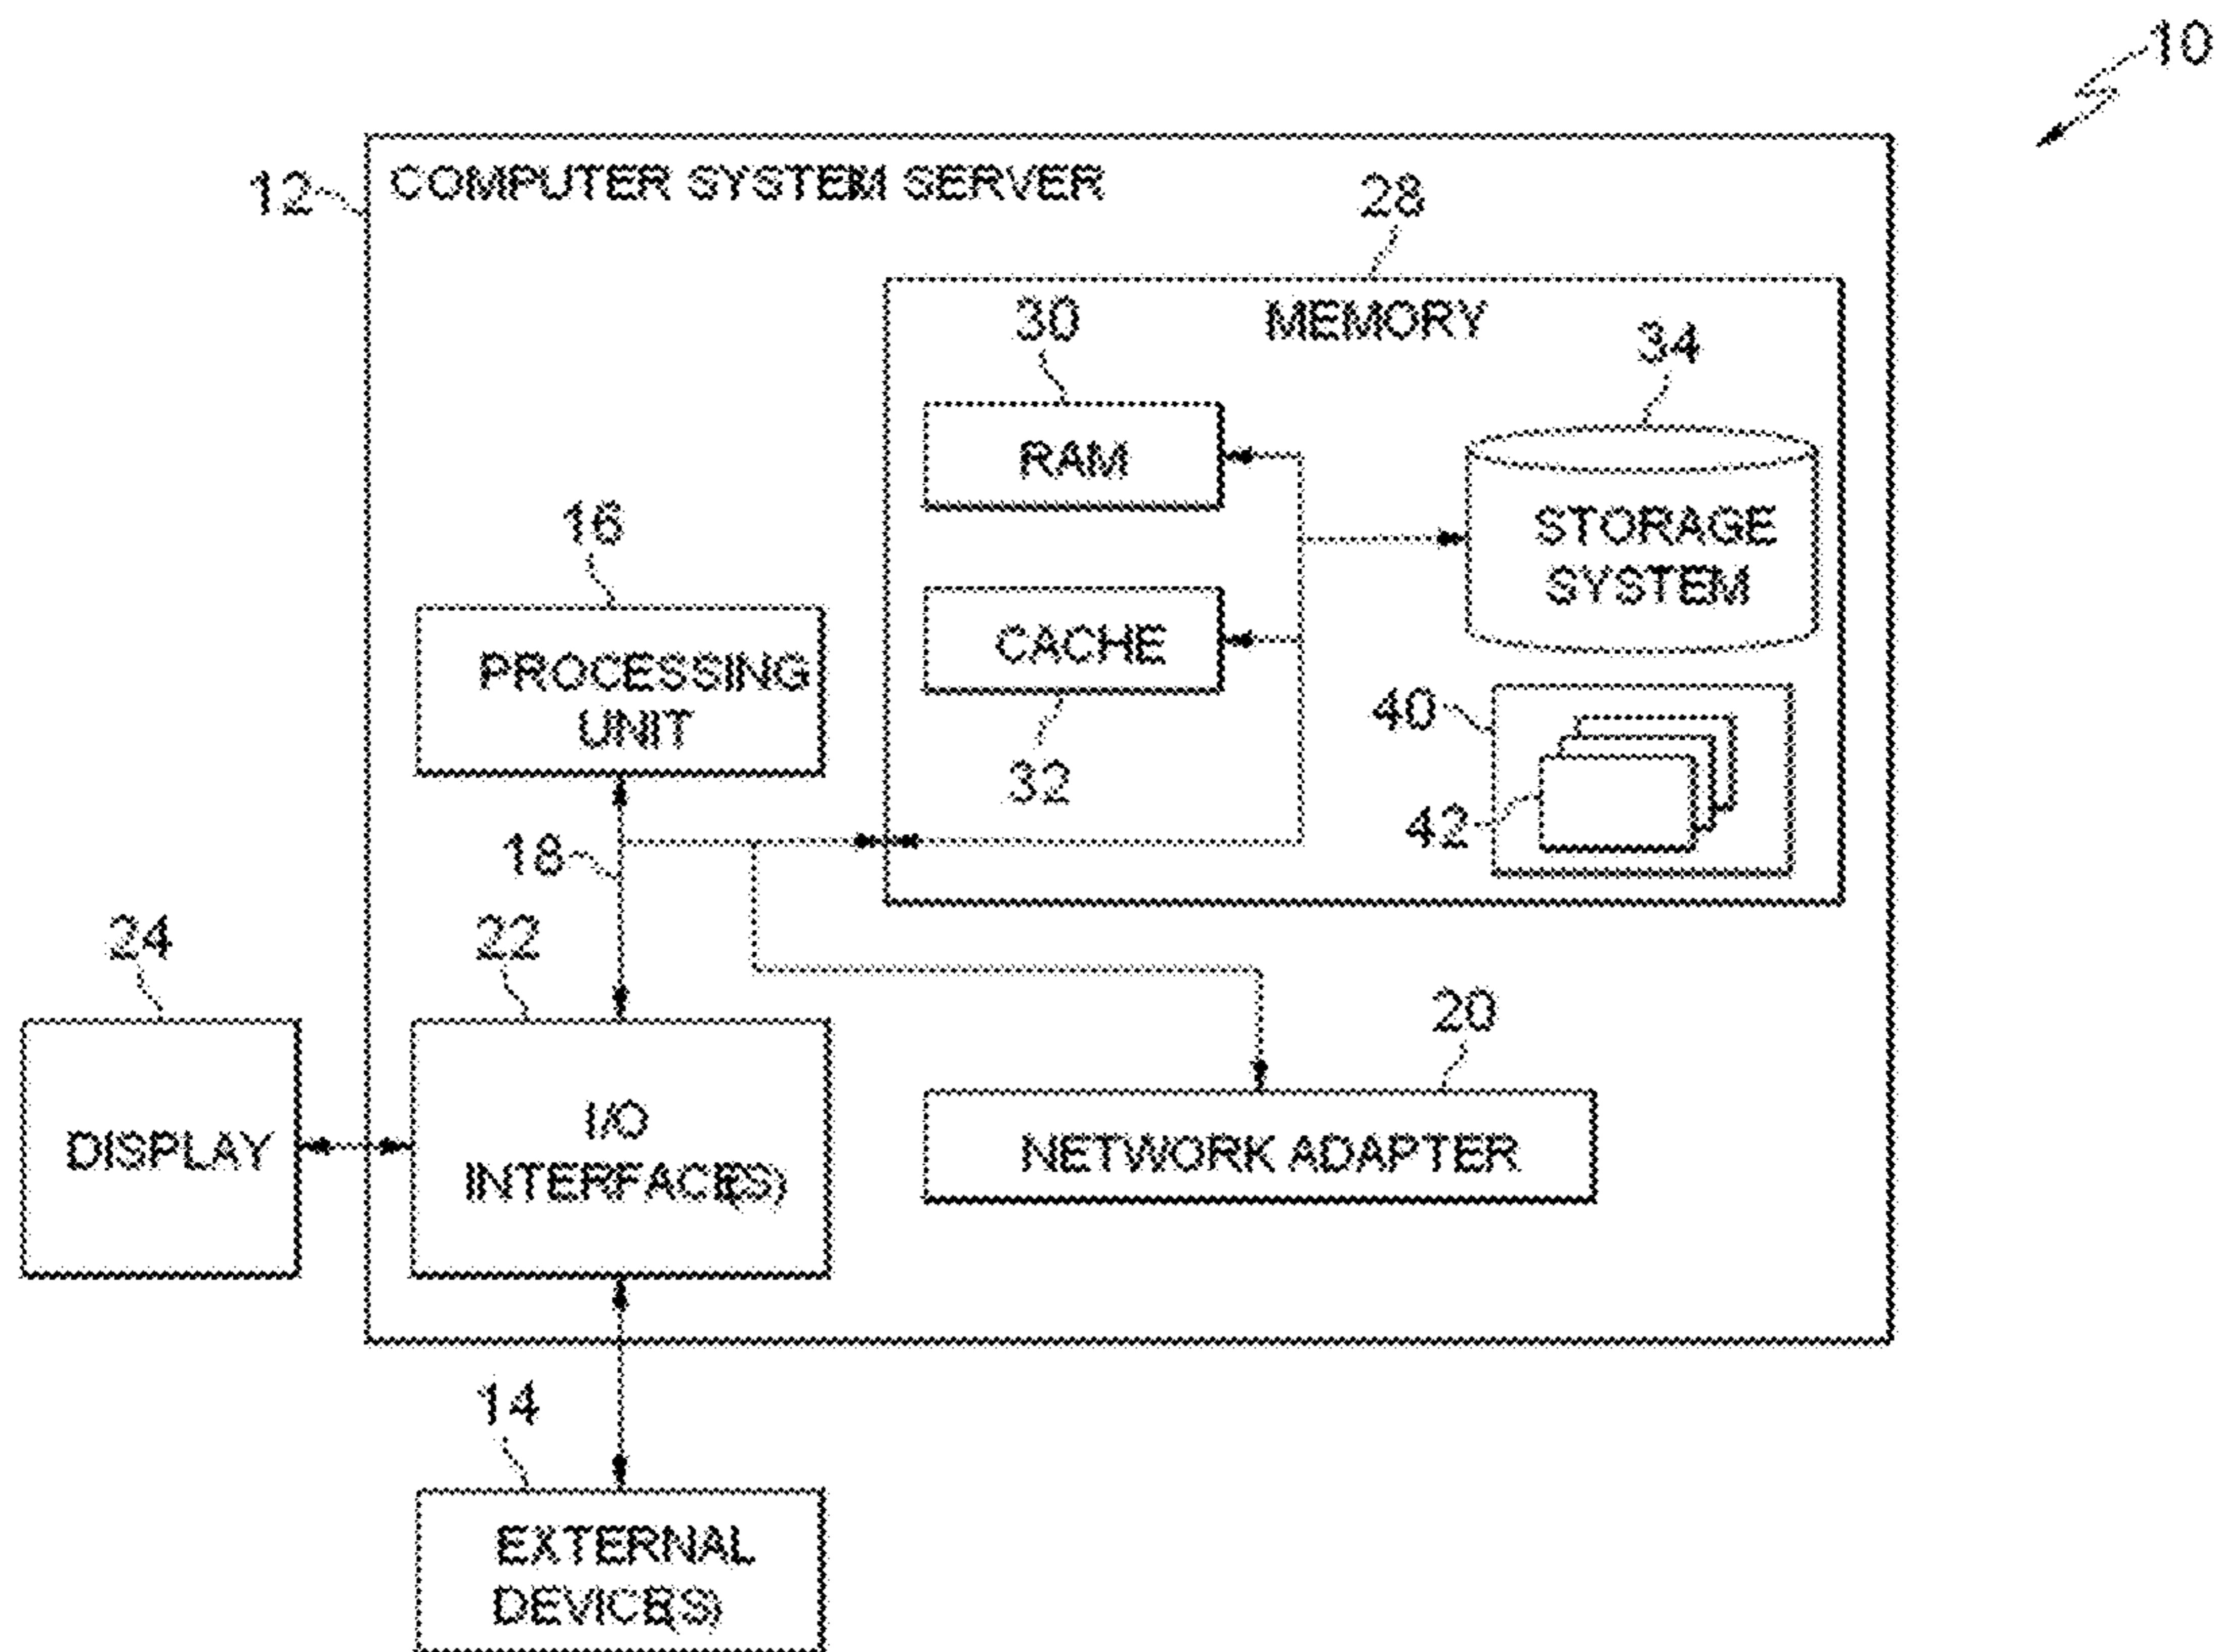 10
12
COMPUTER SYSTEM SERVER
28
30
MEMORY
34
RAM
16
STORAGE
SYSTEM
PROCESSING
UNIT
CACHE
40
32
42
18
24
22
20
DISPLAY
I/O
INTERFACE(S)
NETWORK ADAPTER
14
EXTERNAL
DEVICE(S)